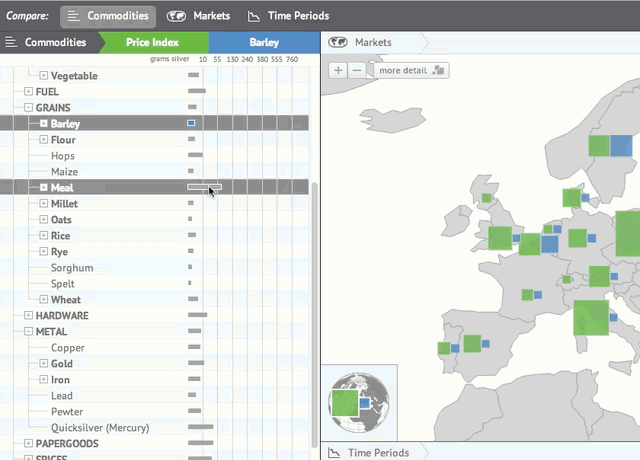 Compare: Commodities Markets Time Periods
Commodities Price Index Barley
grams silver 10 55 130 240 380 555 760
Vegetable
FUEL
GRAINS
Barley
Flour
Hops
Maize
Meal
Millet
Oats
Rice
Rye
Sorghum
Spelt
Wheat
HARDWARE
METAL
Copper
Gold
Iron
Lead
Pewter
Quicksilver (Mercury)
PAPERGOODS
SPICES
Markets
more detail
Time Periods